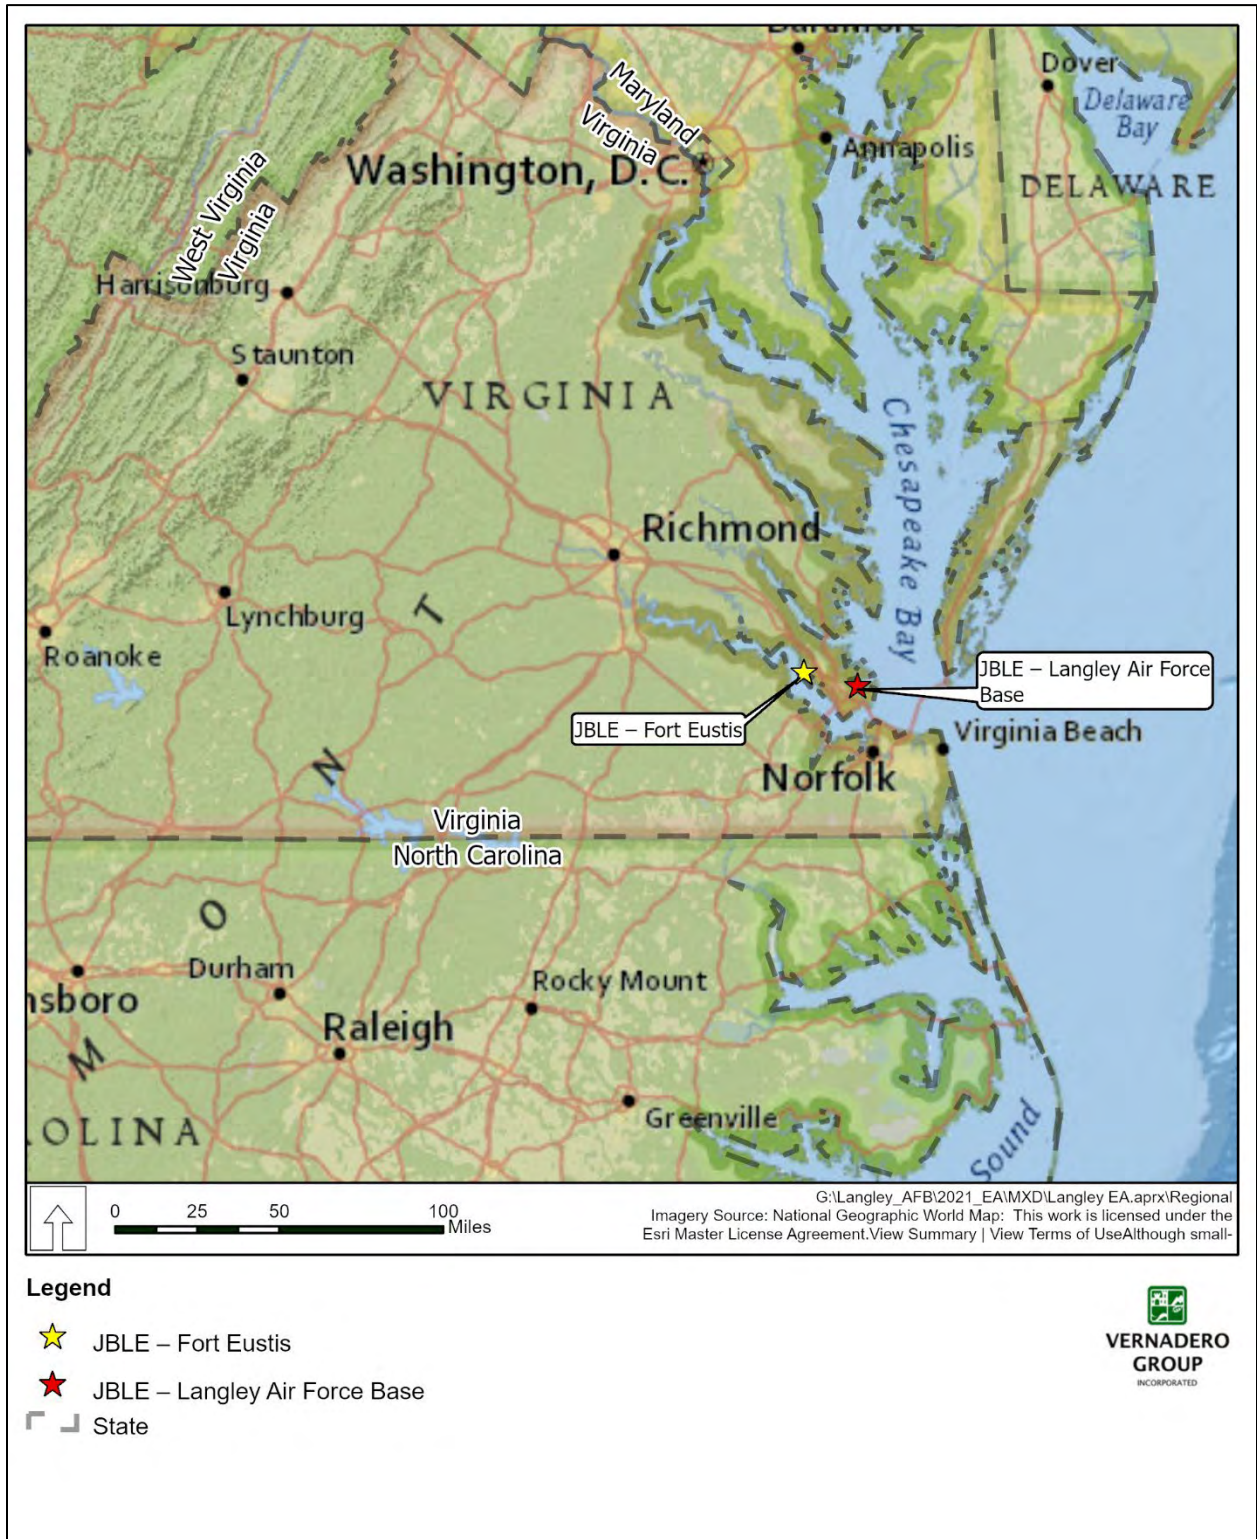 Dover
Delaware
Bay
Maryland
Virginia
Annapolis
Washington, D.C.
DELAWARE
West Virginia
Virginia
Harrisonburg
Staunton
VIRGINIA
Chesapeake Bay
Richmond
Lynchburg
T
Roanoke
JBLE – Langley Air Force
Base
JBLE – Fort Eustis
Virginia Beach
N
Norfolk
Virginia
North Carolina
O
Durham
Rocky Mount
nsboro
Raleigh
M
Greenville
OLINA
Sound
0 25 50 100
Miles
G:\Langley_AFB\2021_EA\MXD\Langley EA.aprx\Regional
Imagery Source: National Geographic World Map: This work is licensed under the
Esri Master License Agreement.View Summary | View Terms of UseAlthough small-
Legend
JBLE – Fort Eustis
JBLE – Langley Air Force Base
State
VERNADERO
GROUP
INCORPORATED